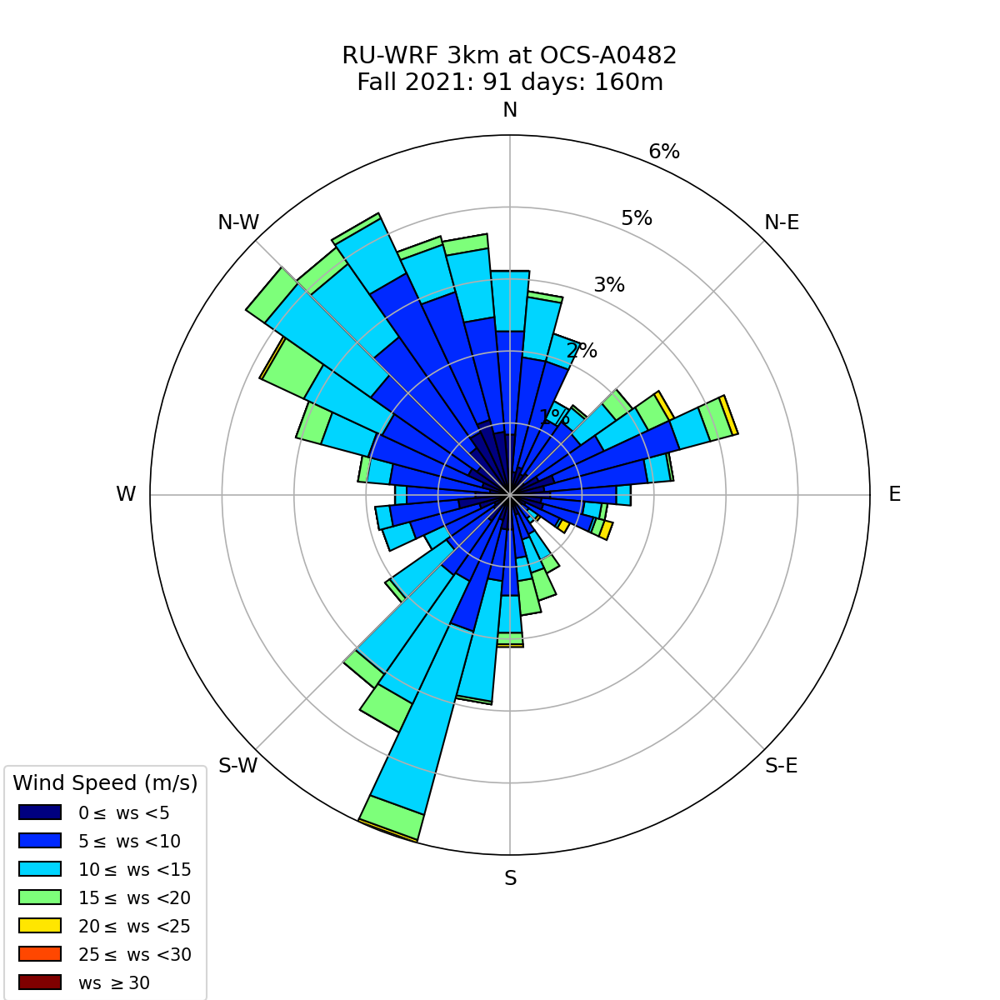 RU-WRF 3km at OCS-A0482
Fall 2021: 91 days: 160m
N
6%
N-W
5%
N-E
3%
2%
1%
W
E
S-W
S-E
S
Wind Speed (m/s)
0≤ ws <5
5≤ ws <10
10≤ ws <15
15≤ ws <20
20≤ ws <25
25≤ ws <30
ws ≥30